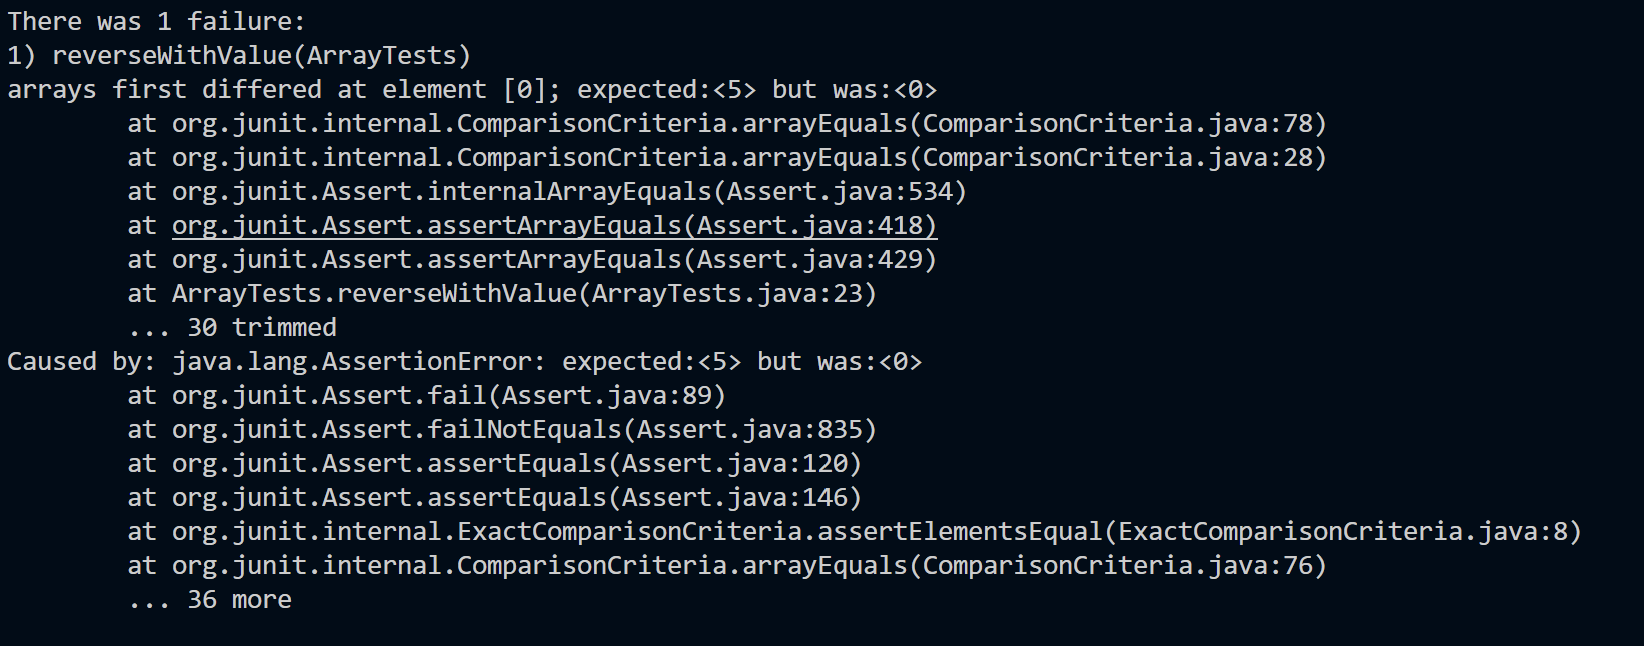 There was 1 failure:
1) reverseWithValue(ArrayTests)
arrays first differed at element [0]; expected:<5> but was:<0>
        at org.junit.internal.ComparisonCriteria.arrayEquals(ComparisonCriteria.java:78)
        at org.junit.internal.ComparisonCriteria.arrayEquals(ComparisonCriteria.java:28)
        at org.junit.Assert.internalArrayEquals(Assert.java:534)
        at org.junit.Assert.assertArrayEquals(Assert.java:418)
        at org.junit.Assert.assertArrayEquals(Assert.java:429)
        at ArrayTests.reverseWithValue(ArrayTests.java:23)
        ... 30 trimmed
Caused by: java.lang.AssertionError: expected:<5> but was:<0>
        at org.junit.Assert.fail(Assert.java:89)
        at org.junit.Assert.failNotEquals(Assert.java:835)
        at org.junit.Assert.assertEquals(Assert.java:120)
        at org.junit.Assert.assertEquals(Assert.java:146)
        at org.junit.internal.ExactComparisonCriteria.assertElementsEqual(ExactComparisonCriteria.java:8)
        at org.junit.internal.ComparisonCriteria.arrayEquals(ComparisonCriteria.java:76)
        ... 36 more